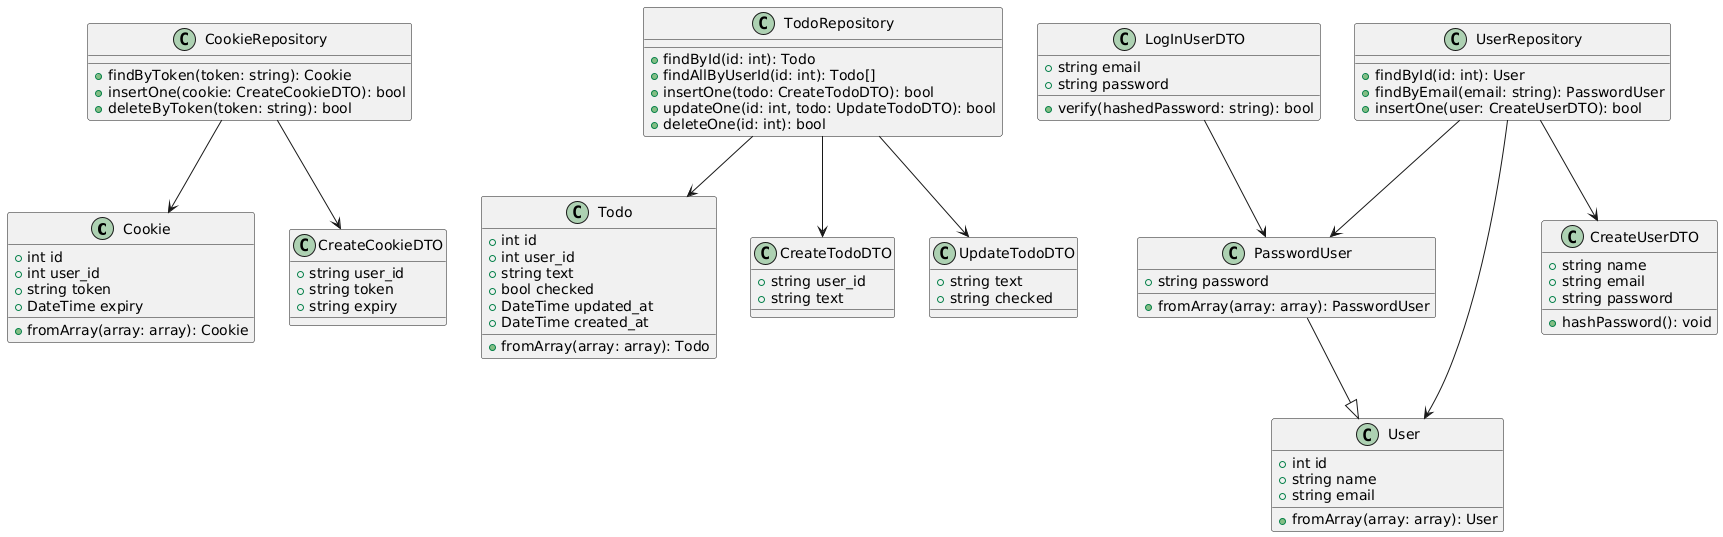 C CookieRepository
findByToken(token: string): Cookie
insertOne(cookie: CreateCookieDTO): bool
deleteByToken(token: string): bool
C TodoRepository
findById(id: int): Todo
findAllByUserId(id: int): Todo[]
insertOne(todo: CreateTodoDTO): bool
updateOne(id: int, todo: UpdateTodoDTO): bool
deleteOne(id: int): bool
C LogInUserDTO
string email
string password
verify(hashedPassword: string): bool
C UserRepository
findById(id: int): User
findByEmail(email: string): PasswordUser
insertOne(user: CreateUserDTO): bool
C Cookie
int id
int user_id
string token
DateTime expiry
fromArray(array: array): Cookie
C CreateCookieDTO
string user_id
string token
string expiry
C Todo
int id
int user_id
string text
bool checked
DateTime updated_at
DateTime created_at
fromArray(array: array): Todo
C CreateTodoDTO
string user_id
string text
C UpdateTodoDTO
string text
string checked
C PasswordUser
string password
fromArray(array: array): PasswordUser
C CreateUserDTO
string name
string email
string password
hashPassword(): void
C User
int id
string name
string email
fromArray(array: array): User